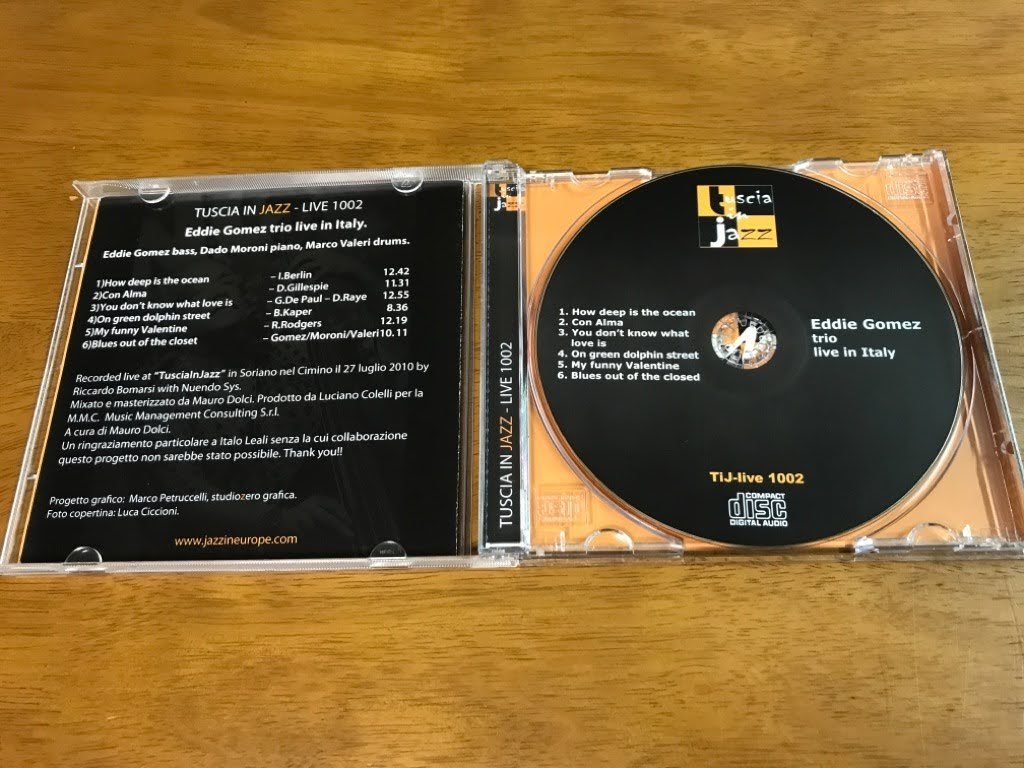 TUSCIA IN JAZZ - LIVE 1002
Eddie Gomez trio live in Italy.
Eddie Gomez bass, Dado Moroni piano, Marco Valeri drums.
1)How deep is the ocean – I.Berlin 12.42
2)Con Alma – D.Gillespie 11.31
3)You don't know what love is – G.De Paul – D.Raye 12.55
4)On green dolphin street – B.Kaper 8.36
5)My funny Valentine – R.Rodgers 12.19
6)Blues out of the closet – Gomez/Moroni/Valeri 10.11
Recorded live at "TusciaInJazz" in Soriano nel Cimino il 27 luglio 2010 by
Riccardo Bomarsi with Nuendo Sys.
Mixato e masterizzato da Mauro Dolci. Prodotto da Luciano Colelli per la
M.M.C. Music Management Consulting S.r.l.
A cura di Mauro Dolci.
Un ringraziamento particolare a Italo Leali senza la cui collaborazione
questo progetto non sarebbe stato possibile. Thank you!!
Progetto grafico: Marco Petruccelli, studiozero grafica.
Foto copertina: Luca Ciccioni.
www.jazzineurope.com
tuscia
in
jazz
TUSCIA IN JAZZ - LIVE 1002
tuscia
in
jazz
1. How deep is the ocean
2. Con Alma
3. You don't know what
love is
4. On green dolphin street
5. My funny Valentine
6. Blues out of the closed
Eddie Gomez
trio
live in Italy
TiJ-live 1002
COMPACT
disc
DIGITAL AUDIO